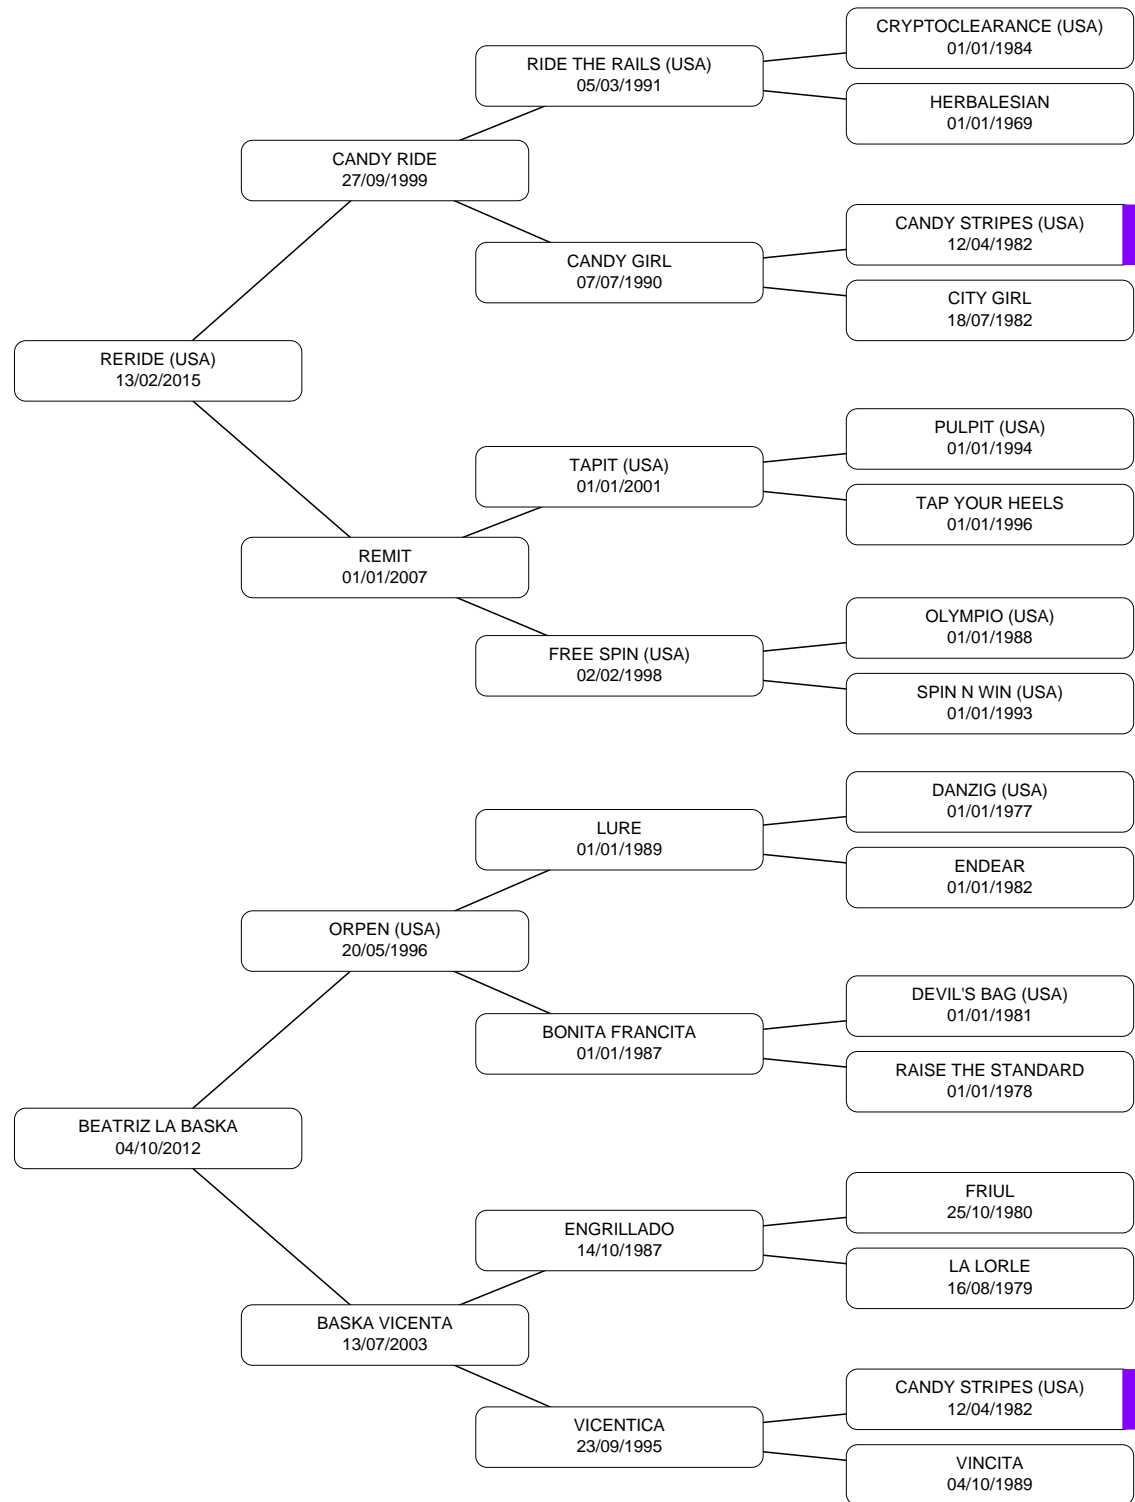 CRYPTOCLEARANCE (USA)
01/01/1984
RIDE THE RAILS (USA)
05/03/1991
HERBALESIAN
01/01/1969
CANDY RIDE
27/09/1999
CANDY STRIPES (USA)
12/04/1982
CANDY GIRL
07/07/1990
CITY GIRL
18/07/1982
RERIDE (USA)
13/02/2015
PULPIT (USA)
01/01/1994
TAPIT (USA)
01/01/2001
TAP YOUR HEELS
01/01/1996
REMIT
01/01/2007
OLYMPIO (USA)
01/01/1988
FREE SPIN (USA)
02/02/1998
SPIN N WIN (USA)
01/01/1993
DANZIG (USA)
01/01/1977
LURE
01/01/1989
ENDEAR
01/01/1982
ORPEN (USA)
20/05/1996
DEVIL'S BAG (USA)
01/01/1981
BONITA FRANCITA
01/01/1987
RAISE THE STANDARD
01/01/1978
BEATRIZ LA BASKA
04/10/2012
FRIUL
25/10/1980
ENGRILLADO
14/10/1987
LA LORLE
16/08/1979
BASKA VICENTA
13/07/2003
CANDY STRIPES (USA)
12/04/1982
VICENTICA
23/09/1995
VINCITA
04/10/1989